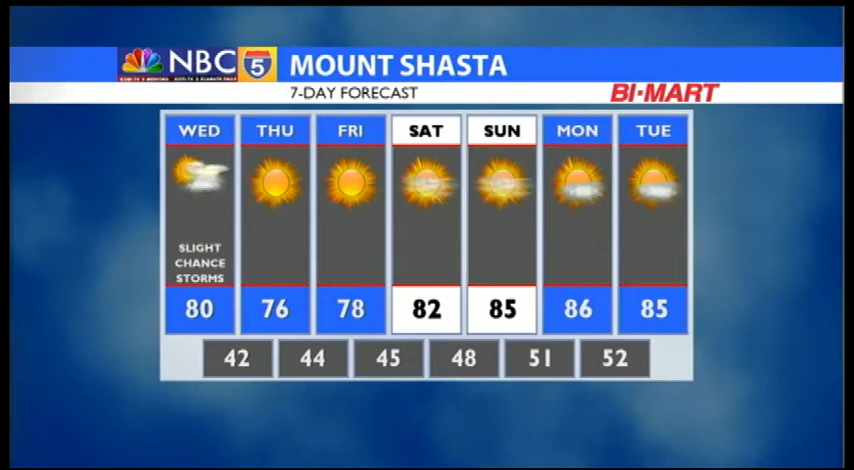 NBC 5 MOUNT SHASTA
7-DAY FORECAST BI-MART
WED THU FRI SAT SUN MON TUE
SLIGHT
CHANCE
STORMS
80 76 78 82 85 86 85
42 44 45 48 51 52